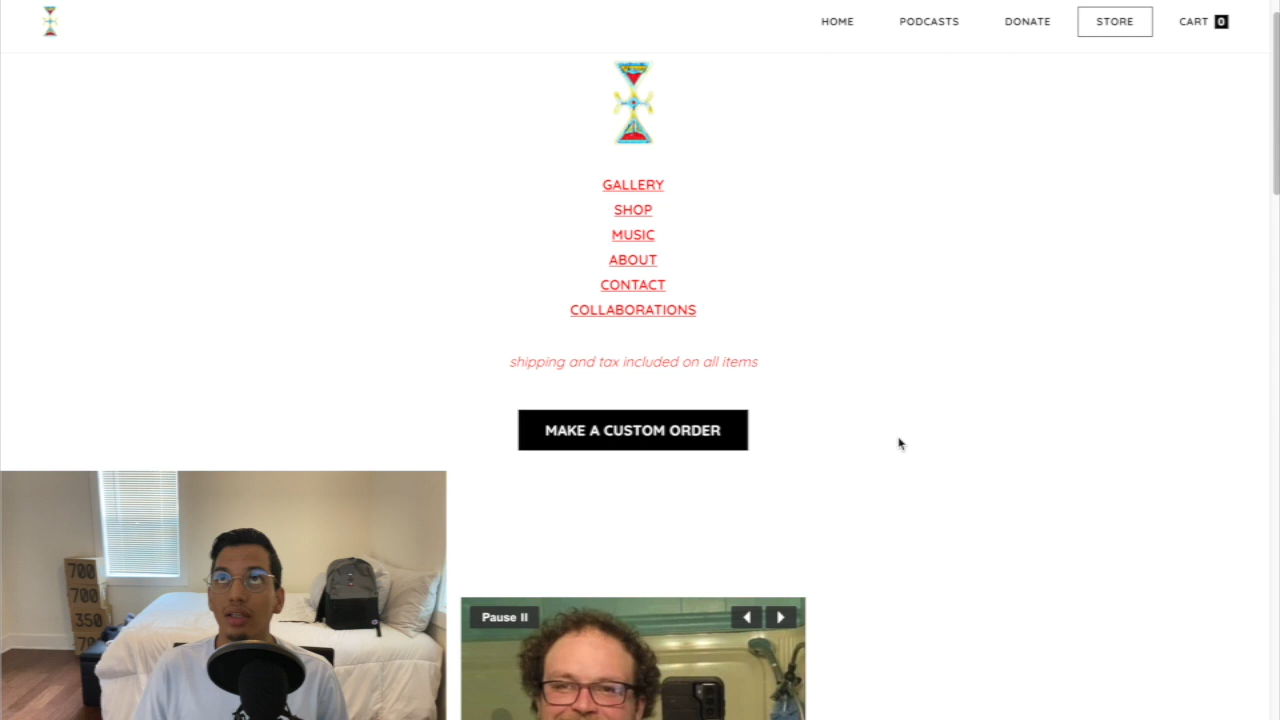 HOME PODCASTS DONATE STORE CART 0
GALLERY
SHOP
MUSIC
ABOUT
CONTACT
COLLABORATIONS
shipping and tax included on all items
MAKE A CUSTOM ORDER
700
700
350
Pause II